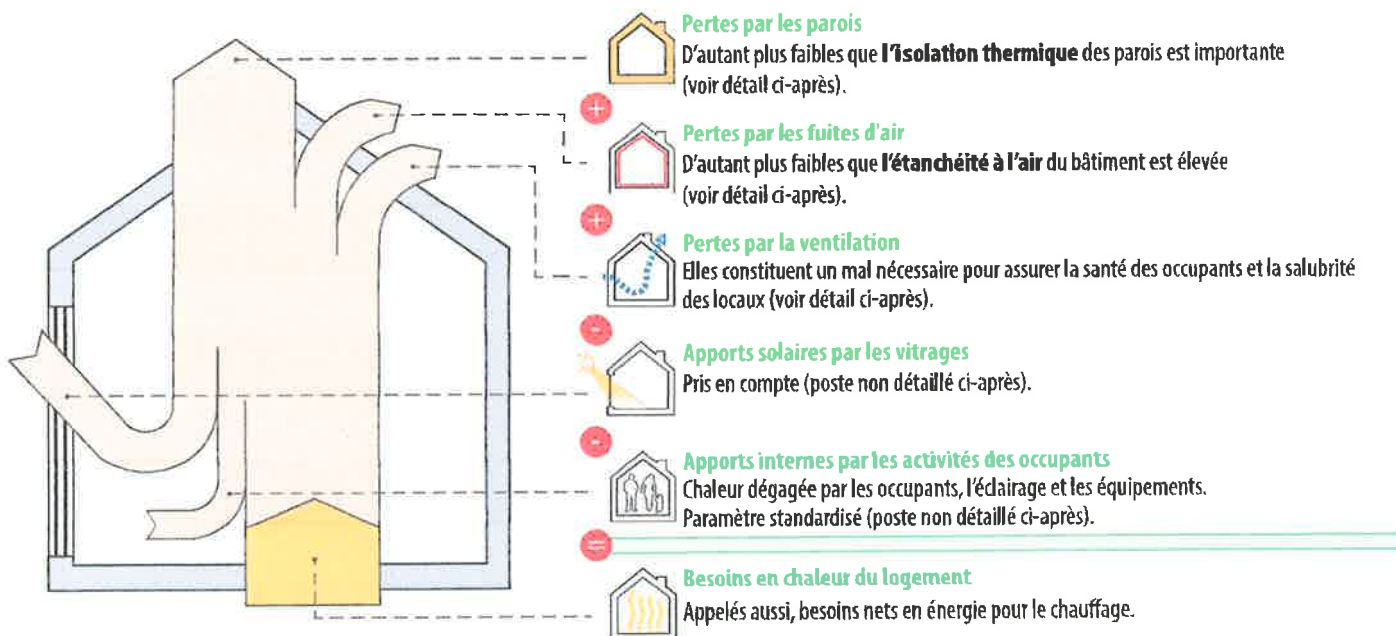 Pertes par les parois
D'autant plus faibles que l'isolation thermique des parois est importante
(voir détail ci-après).
+
Pertes par les fuites d'air
D'autant plus faibles que l'étanchéité à l'air du bâtiment est élevée
(voir détail ci-après).
+
Pertes par la ventilation
Elles constituent un mal nécessaire pour assurer la santé des occupants et la salubrité
des locaux (voir détail ci-après).
-
Apports solaires par les vitrages
Pris en compte (poste non détaillé ci-après).
-
Apports internes par les activités des occupants
Chaleur dégagée par les occupants, l'éclairage et les équipements.
Paramètre standardisé (poste non détaillé ci-après).
=
Besoins en chaleur du logement
Appelés aussi, besoins nets en énergie pour le chauffage.